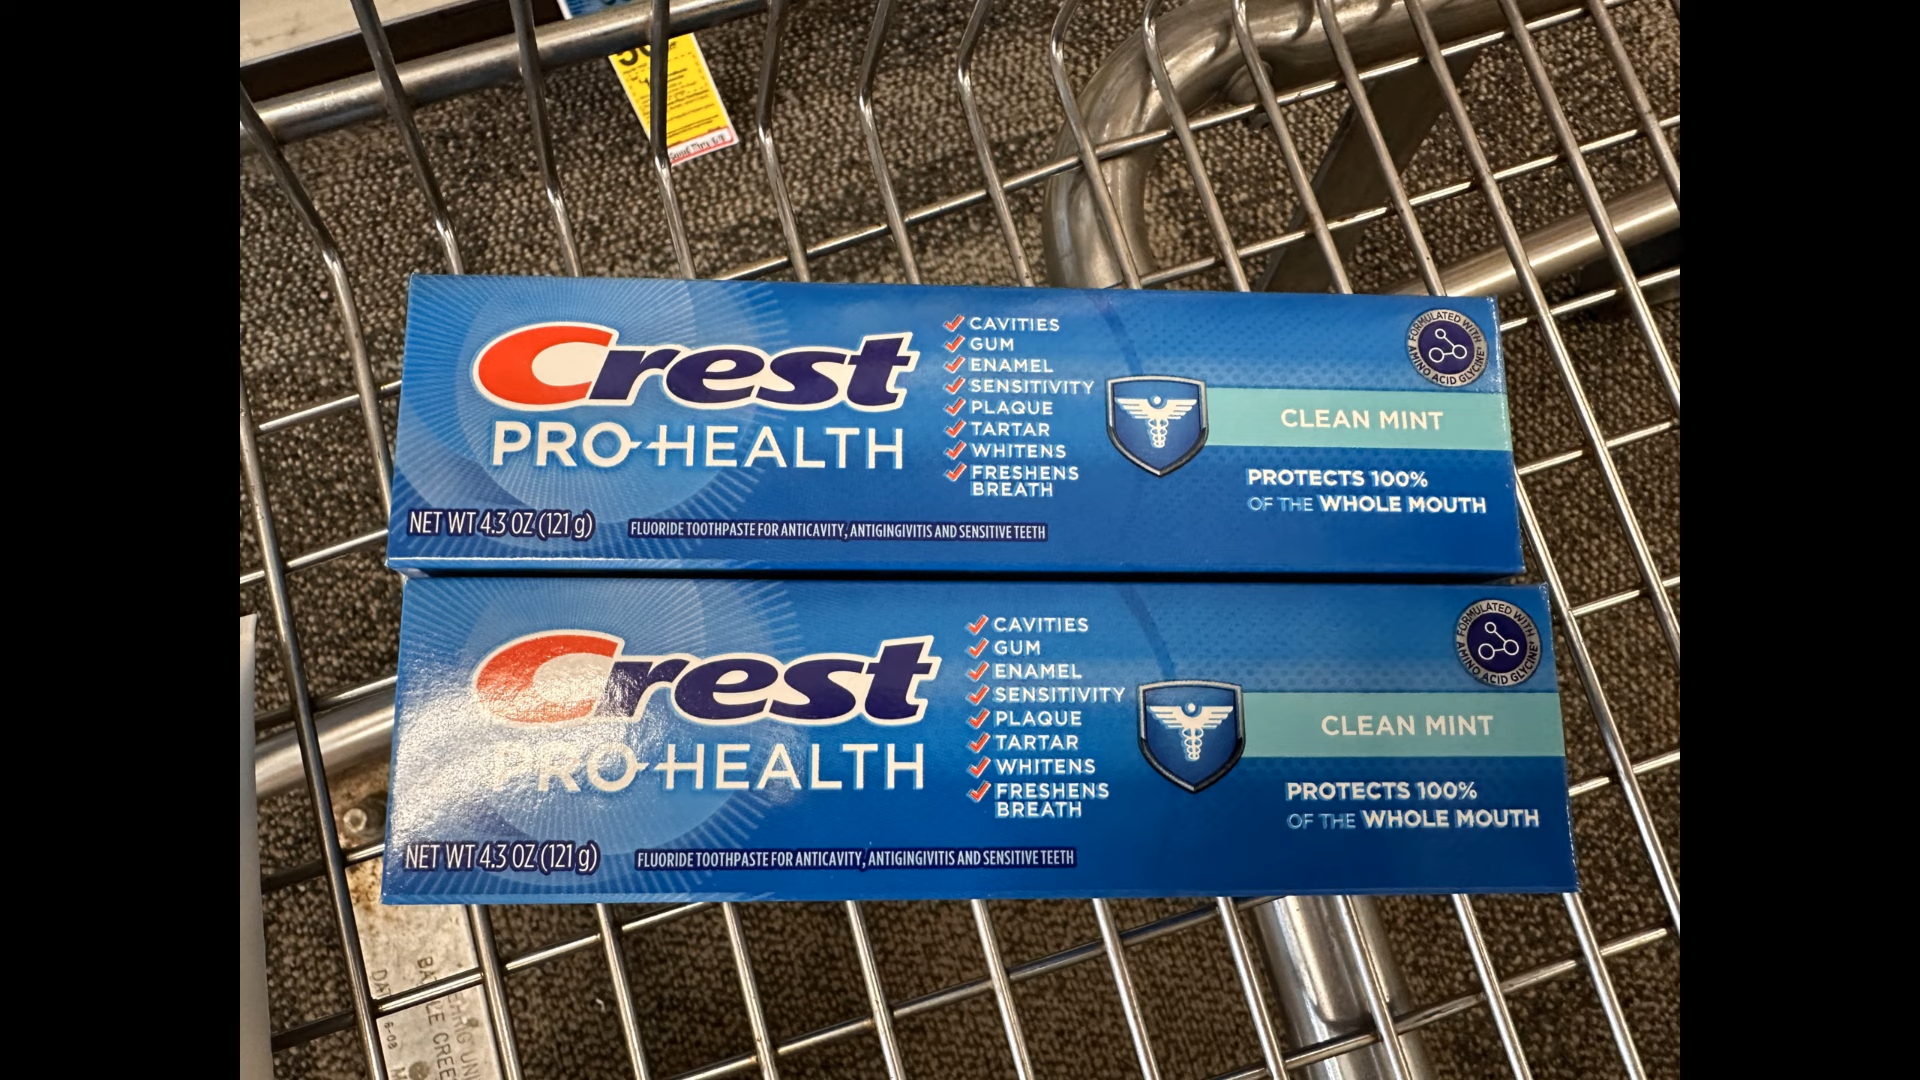 50
Crest
PRO-HEALTH
NET WT 4.3 OZ (121 g)
FLUORIDE TOOTHPASTE FOR ANTICAVITY, ANTIGINGIVITIS AND SENSITIVE TEETH
CAVITIES
GUM
ENAMEL
SENSITIVITY
PLAQUE
TARTAR
WHITENS
FRESHENS
BREATH
FORMULATED WITH
AMINO ACID GLYCINE†
CLEAN MINT
PROTECTS 100%
OF THE WHOLE MOUTH
Crest
PRO-HEALTH
NET WT 4.3 OZ (121 g)
FLUORIDE TOOTHPASTE FOR ANTICAVITY, ANTIGINGIVITIS AND SENSITIVE TEETH
CAVITIES
GUM
ENAMEL
SENSITIVITY
PLAQUE
TARTAR
WHITENS
FRESHENS
BREATH
FORMULATED WITH
AMINO ACID GLYCINE†
CLEAN MINT
PROTECTS 100%
OF THE WHOLE MOUTH